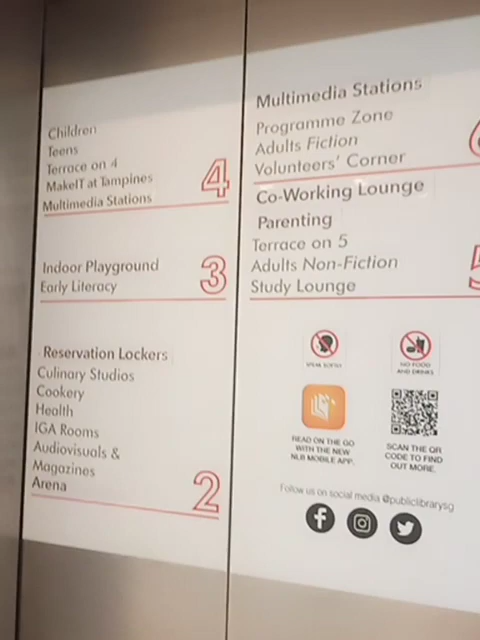 Children
Teens
Terrace on 4
MakeIT at Tampines
Multimedia Stations
4
Indoor Playground
Early Literacy
3
Reservation Lockers
Culinary Studios
Cookery
Health
IGA Rooms
Audiovisuals &
Magazines
Arena
2
Multimedia Stations
Programme Zone
Adults Fiction
Volunteers' Corner
Co-Working Lounge
Parenting
Terrace on 5
Adults Non-Fiction
Study Lounge
5
SPEAK SOFTLY
NO FOOD
AND DRINKS
READ ON THE GO
WITH THE NEW
NLB MOBILE APP.
SCAN THE QR
CODE TO FIND
OUT MORE.
Follow us on social media @publiclibrarysg